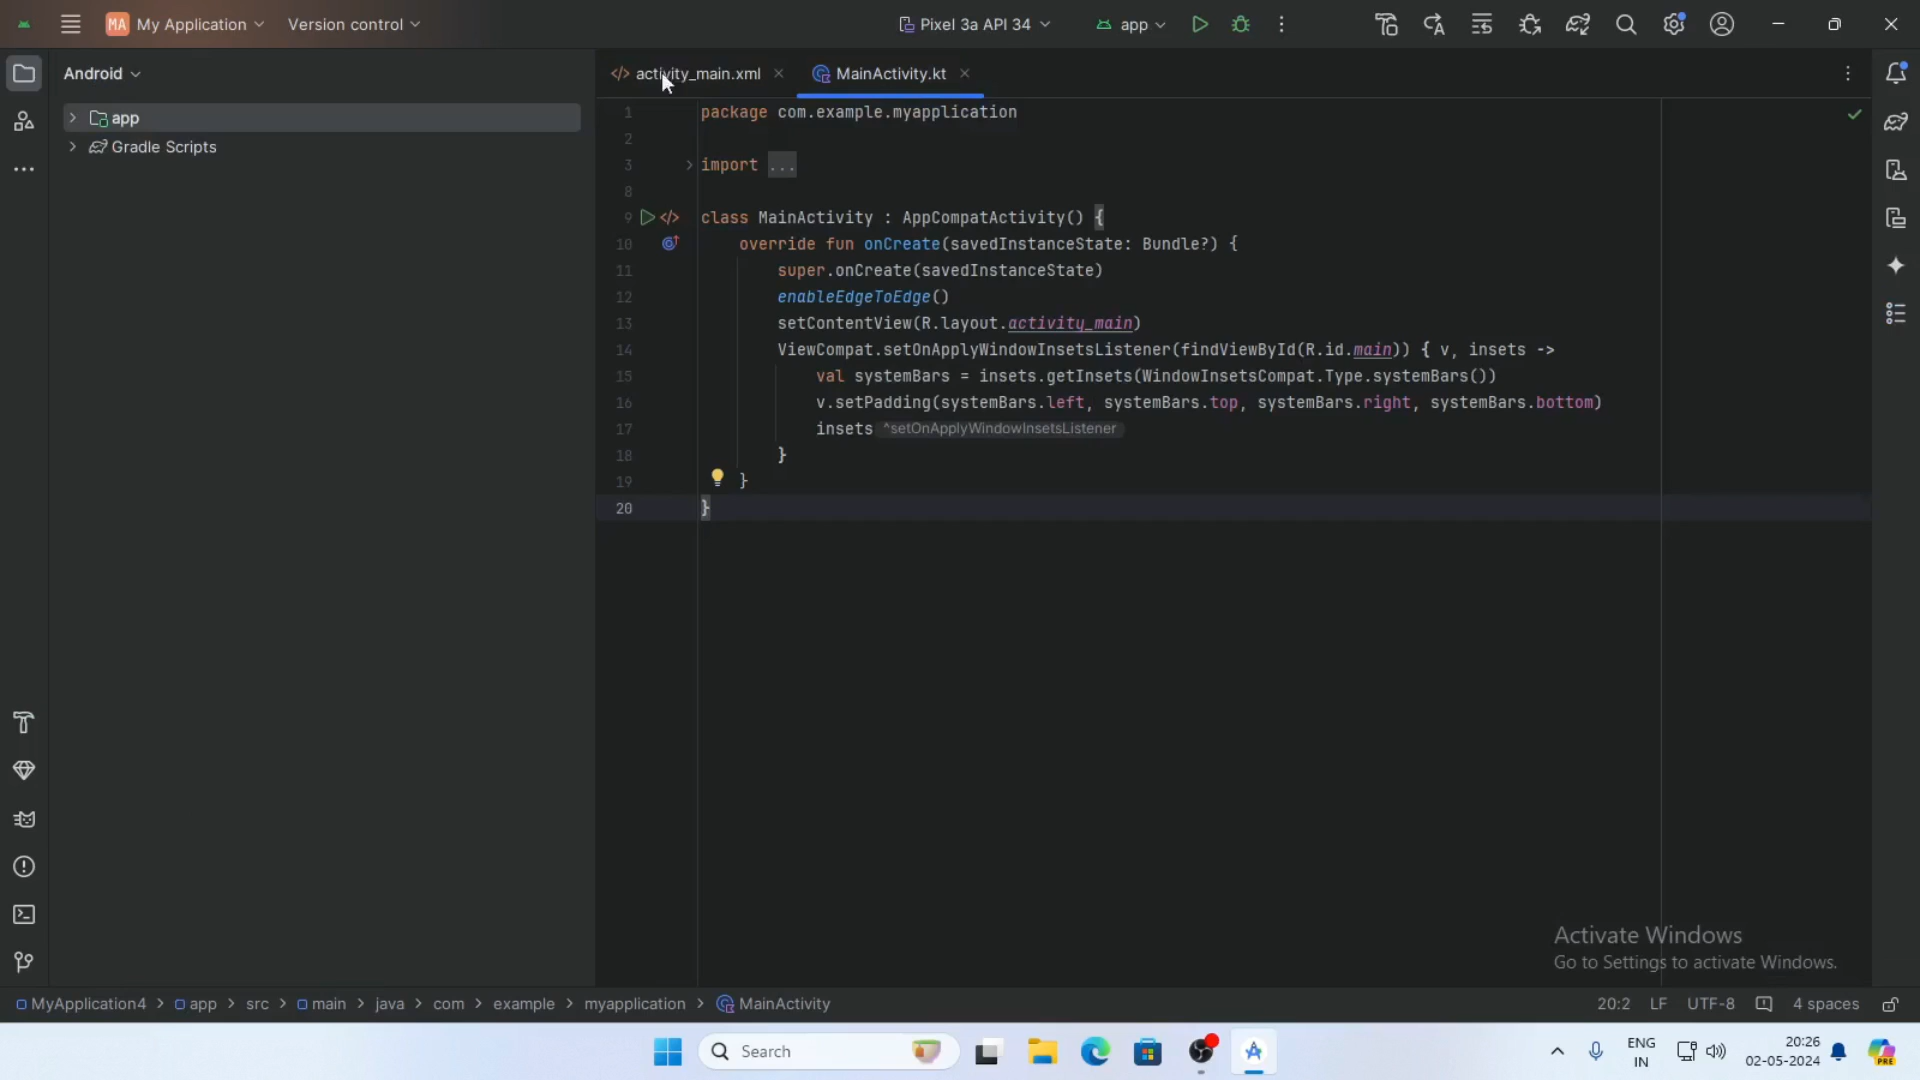 MA My Application Version control Pixel 3a API 34 app
Android
activity_main.xml MainActivity.kt
app
Gradle Scripts
1 package com.example.myapplication
2
3 import ...
8
9 class MainActivity : AppCompatActivity() {
10 override fun onCreate(savedInstanceState: Bundle?) {
11 super.onCreate(savedInstanceState)
12 enableEdgeToEdge()
13 setContentView(R.layout.activity_main)
14 ViewCompat.setOnApplyWindowInsetsListener(findViewById(R.id.main)) { v, insets ->
15 val systemBars = insets.getInsets(WindowInsetsCompat.Type.systemBars())
16 v.setPadding(systemBars.left, systemBars.top, systemBars.right, systemBars.bottom)
17 insets ^setOnApplyWindowInsetsListener
18 }
19 }
20 }
Activate Windows
Go to Settings to activate Windows.
MyApplication4 > app > src > main > java > com > example > myapplication > MainActivity 20:2 LF UTF-8 4 spaces
Search ENG 20:26
IN 02-05-2024
PRE